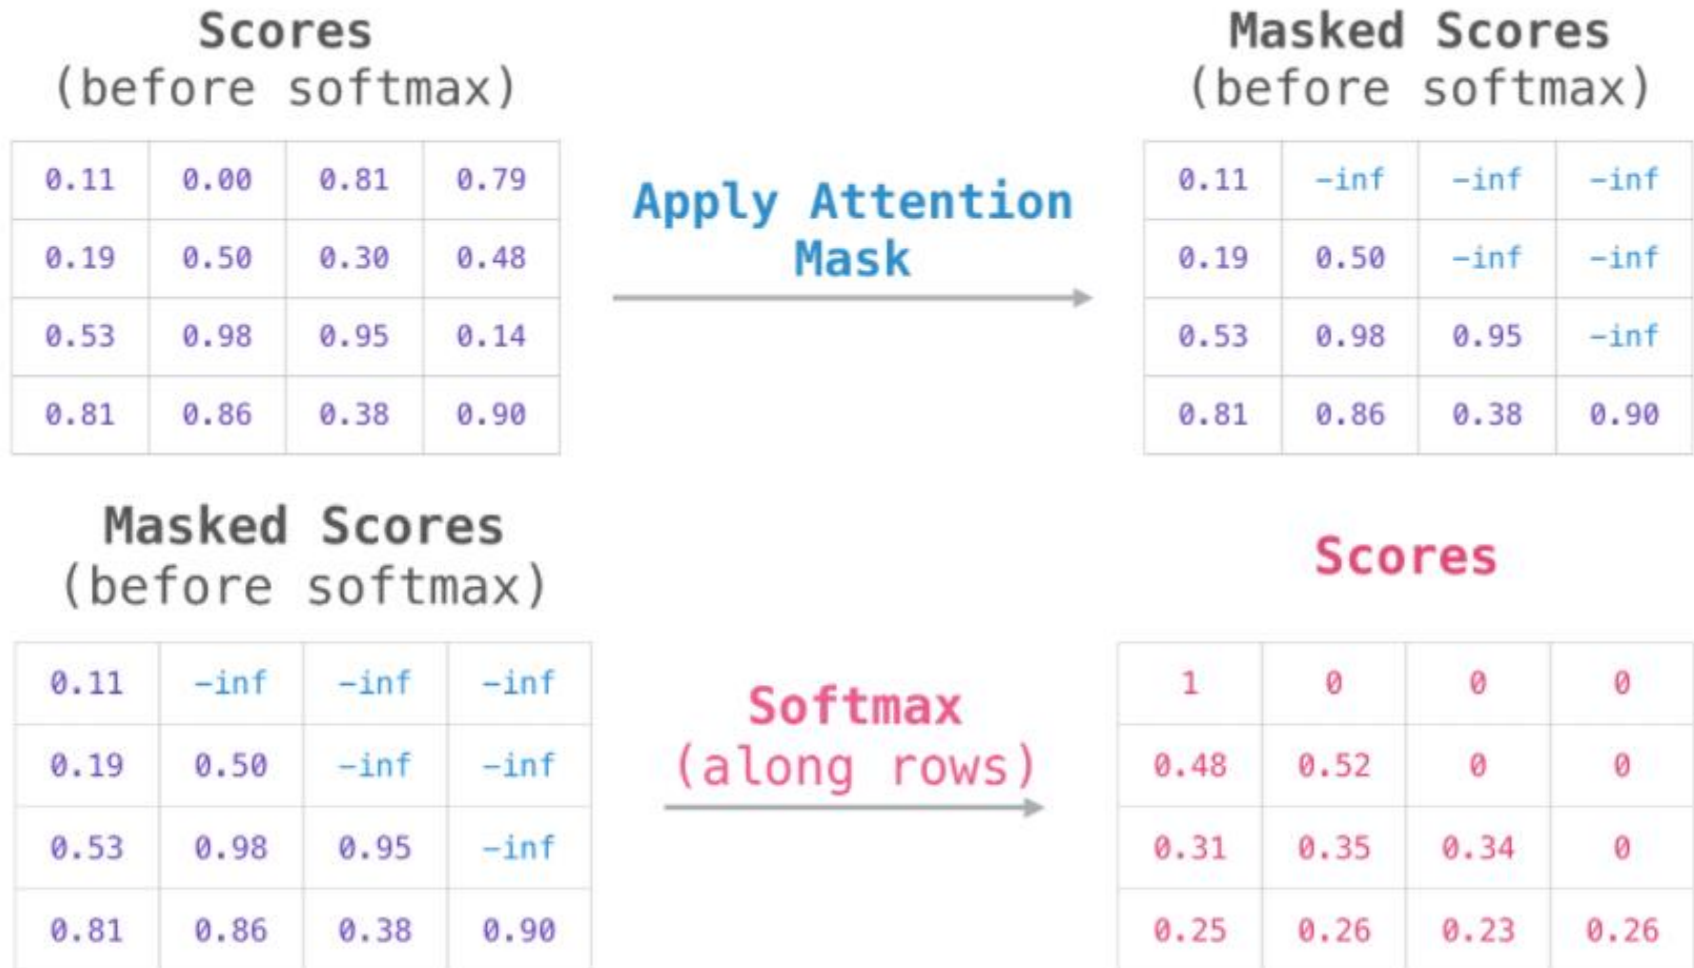 Scores
(before softmax)
Masked Scores
(before softmax)
0.11 0.00 0.81 0.79
0.19 0.50 0.30 0.48
0.53 0.98 0.95 0.14
0.81 0.86 0.38 0.90
Apply Attention
Mask
0.11 -inf -inf -inf
0.19 0.50 -inf -inf
0.53 0.98 0.95 -inf
0.81 0.86 0.38 0.90
Masked Scores
(before softmax)
Scores
0.11 -inf -inf -inf
0.19 0.50 -inf -inf
0.53 0.98 0.95 -inf
0.81 0.86 0.38 0.90
Softmax
(along rows)
1 0 0 0
0.48 0.52 0 0
0.31 0.35 0.34 0
0.25 0.26 0.23 0.26